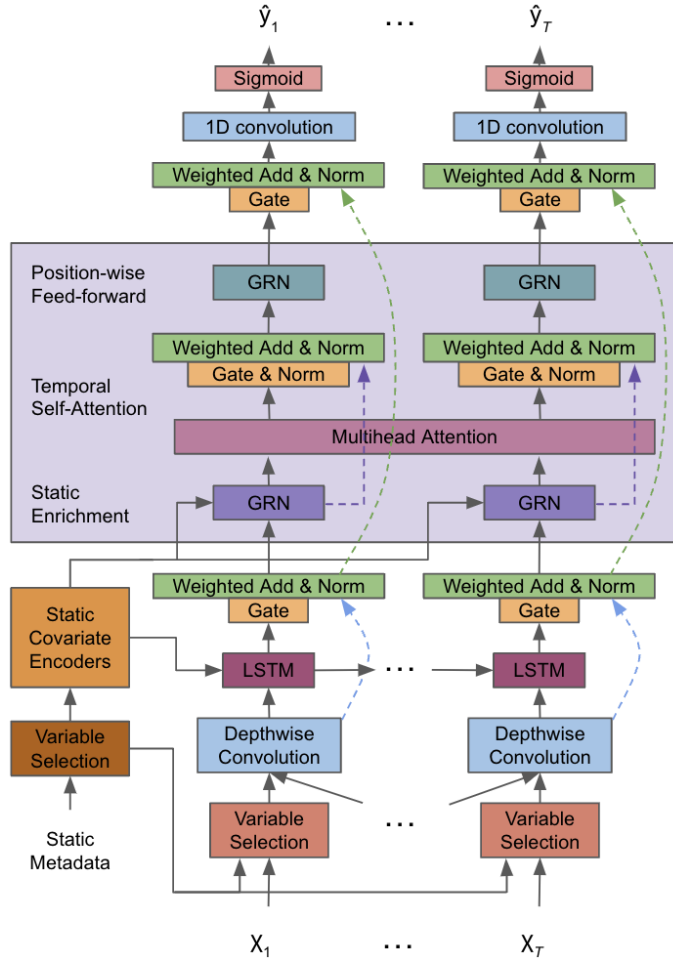 ŷ₁ ... ŷ_T
Sigmoid Sigmoid
1D convolution 1D convolution
Weighted Add & Norm Weighted Add & Norm
Gate Gate
Position-wise
Feed-forward
GRN GRN
Weighted Add & Norm Weighted Add & Norm
Gate & Norm Gate & Norm
Temporal
Self-Attention
Multihead Attention
Static
Enrichment
GRN GRN
Weighted Add & Norm Weighted Add & Norm
Gate Gate
Static
Covariate
Encoders
LSTM ... LSTM
Depthwise
Convolution
Depthwise
Convolution
Variable
Selection
Variable
Selection
...
Variable
Selection
Static
Metadata
X₁ ... X_T